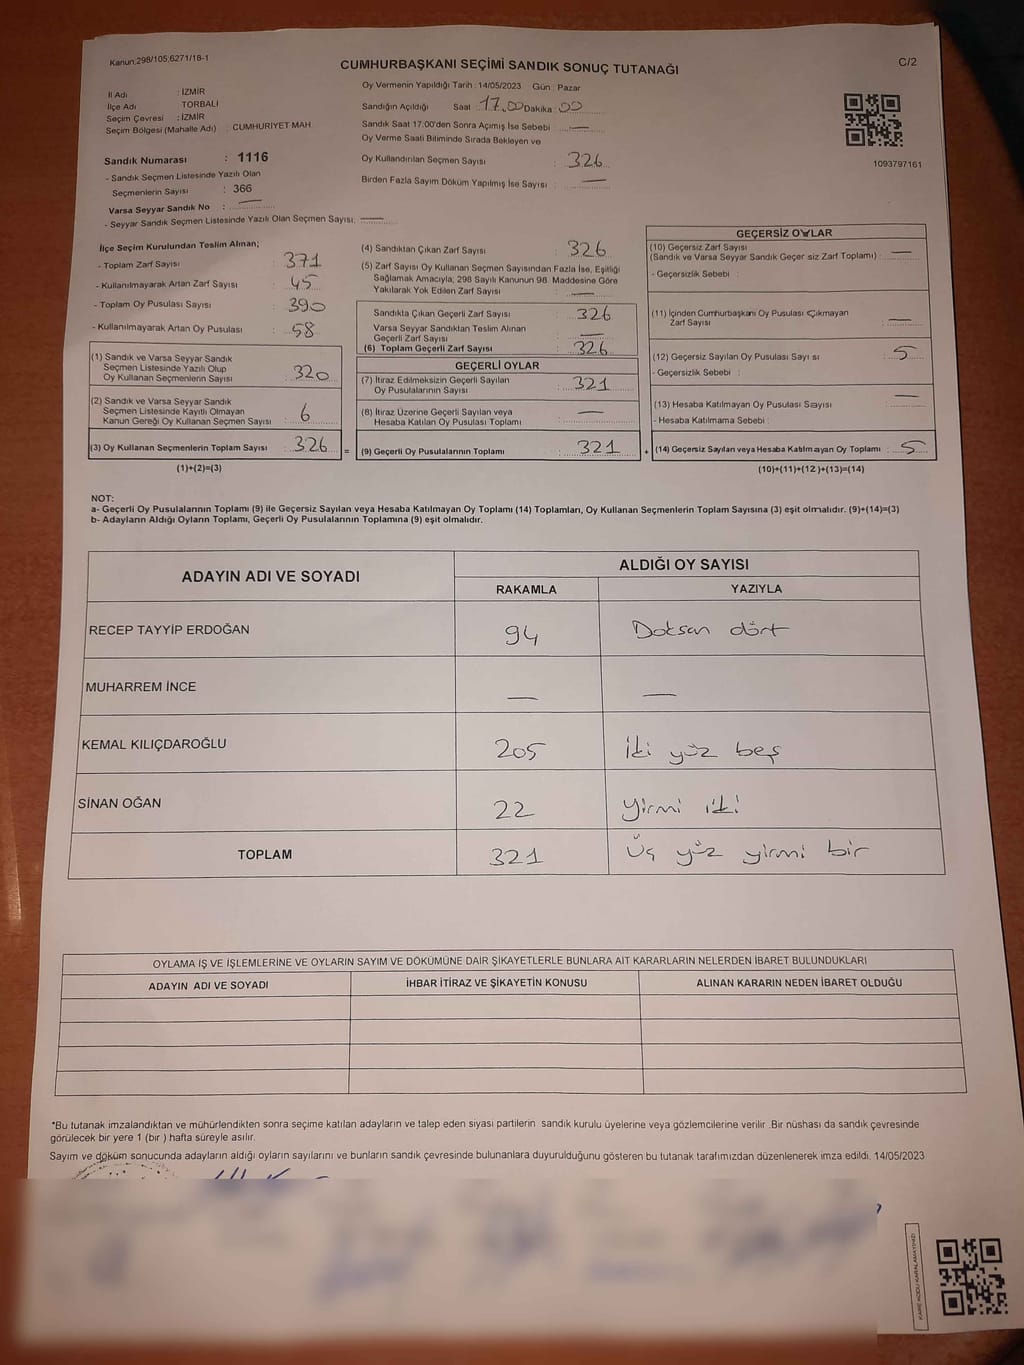 Kanun:298/105;6271/18-1
C/2
CUMHURBAŞKANI SEÇİMİ SANDIK SONUÇ TUTANAĞI
İl Adı : İZMİR
İlçe Adı : TORBALI
Seçim Çevresi : İZMİR
Seçim Bölgesi (Mahalle Adı) : CUMHURİYET MAH.
Sandık Numarası : 1116
- Sandık Seçmen Listesinde Yazılı Olan
Seçmenlerin Sayısı : 366
Varsa Seyyar Sandık No : —
- Seyyar Sandık Seçmen Listesinde Yazılı Olan Seçmen Sayısı: —
Oy Vermenin Yapıldığı Tarih : 14/05/2023 Gün : Pazar
Sandığın Açıldığı Saat : 17.00 Dakika : 00
Sandık Saat 17:00'den Sonra Açımış İse Sebebi : —
Oy Verme Saali Bitiminde Sırada Bekleyen ve
Oy Kullandırılan Seçmen Sayısı : 326
Birden Fazla Sayım Döküm Yapılmış İse Sayısı : —
1093797161
İlçe Seçim Kurulundan Teslim Alınan;
- Toplam Zarf Sayısı : 371
- Kullanılmayarak Artan Zarf Sayısı : 45
- Toplam Oy Pusulası Sayısı : 390
- Kullanılmayarak Artan Oy Pusulası : 58
(1) Sandık ve Varsa Seyyar Sandık
Seçmen Listesinde Yazılı Olup
Oy Kullanan Seçmenlerin Sayısı : 320
(2) Sandık ve Varsa Seyyar Sandık
Seçmen Listesinde Kayıtlı Olmayan
Kanun Gereği Oy Kullanan Seçmen Sayısı : 6
(3) Oy Kullanan Seçmenlerin Toplam Sayısı : 326 =
(1)+(2)=(3)
(4) Sandıktan Çıkan Zarf Sayısı : 326
(5) Zarf Sayısı Oy Kullanan Seçmen Sayısından Fazla İse, Eşitliği
Sağlamak Amacıyla; 298 Sayılı Kanunun 98. Maddesine Göre
Yakılarak Yok Edilen Zarf Sayısı : —
Sandıkta Çıkan Geçerli Zarf Sayısı : 326
Varsa Seyyar Sandıktan Teslim Alınan
Geçerli Zarf Sayısı : —
(6) Toplam Geçerli Zarf Sayısı : 326
GEÇERLİ OYLAR
(7) İtiraz Edilmeksizin Geçerli Sayılan
Oy Pusulalarının Sayısı : 321
(8) İtiraz Üzerine Geçerli Sayılan veya
Hesaba Katılan Oy Pusulası Toplamı : —
(9) Geçerli Oy Pusulalarının Toplamı : 321 +
GEÇERSİZ OYLAR
(10) Geçersiz Zarf Sayısı
(Sandık ve Varsa Seyyar Sandık Geçer siz Zarf Toplamı) : —
- Geçersizlik Sebebi :
(11) İçinden Cumhurbaşkanı Oy Pusulası Çıkmayan
Zarf Sayısı : —
(12) Geçersiz Sayılan Oy Pusulası Sayısı : 5
- Geçersizlik Sebebi :
(13) Hesaba Katılmayan Oy Pusulası Sayısı : —
- Hesaba Katılmama Sebebi :
(14) Geçersiz Sayılan veya Hesaba Katılmayan Oy Toplamı : 5
(10)+(11)+(12 )+(13)=(14)
NOT:
a- Geçerli Oy Pusulalarının Toplamı (9) ile Geçersiz Sayılan veya Hesaba Katılmayan Oy Toplamı (14) Toplamları, Oy Kullanan Seçmenlerin Toplam Sayısına (3) eşit olmalıdır. (9)+(14)=(3)
b- Adayların Aldığı Oyların Toplamı, Geçerli Oy Pusulalarının Toplamına (9) eşit olmalıdır.
ADAYIN ADI VE SOYADI
ALDIĞI OY SAYISI
RAKAMLA YAZIYLA
RECEP TAYYİP ERDOĞAN 94 Doksan dört
MUHARREM İNCE — —
KEMAL KILIÇDAROĞLU 205 İki yüz beş
SİNAN OĞAN 22 yirmi iki
TOPLAM 321 Üç yüz yirmi bir
OYLAMA İŞ VE İŞLEMLERİNE VE OYLARIN SAYIM VE DÖKÜMÜNE DAİR ŞİKAYETLERLE BUNLARA AİT KARARLARIN NELERDEN İBARET BULUNDUKLARI
ADAYIN ADI VE SOYADI İHBAR İTİRAZ VE ŞİKAYETİN KONUSU ALINAN KARARIN NEDEN İBARET OLDUĞU
*Bu tutanak imzalandıktan ve mühürlendikten sonra seçime katılan adayların ve talep eden siyasi partilerin sandık kurulu üyelerine veya gözlemcilerine verilir .Bir nüshası da sandık çevresinde
görülecek bir yere 1 (bir ) hafta süreyle asılır.
Sayım ve döküm sonucunda adayların aldığı oyların sayılarını ve bunların sandık çevresinde bulunanlara duyurulduğunu gösteren bu tutanak tarafımızdan düzenlenerek imza edildi. 14/05/2023
KARE KODU KARALAMAYINIZ!